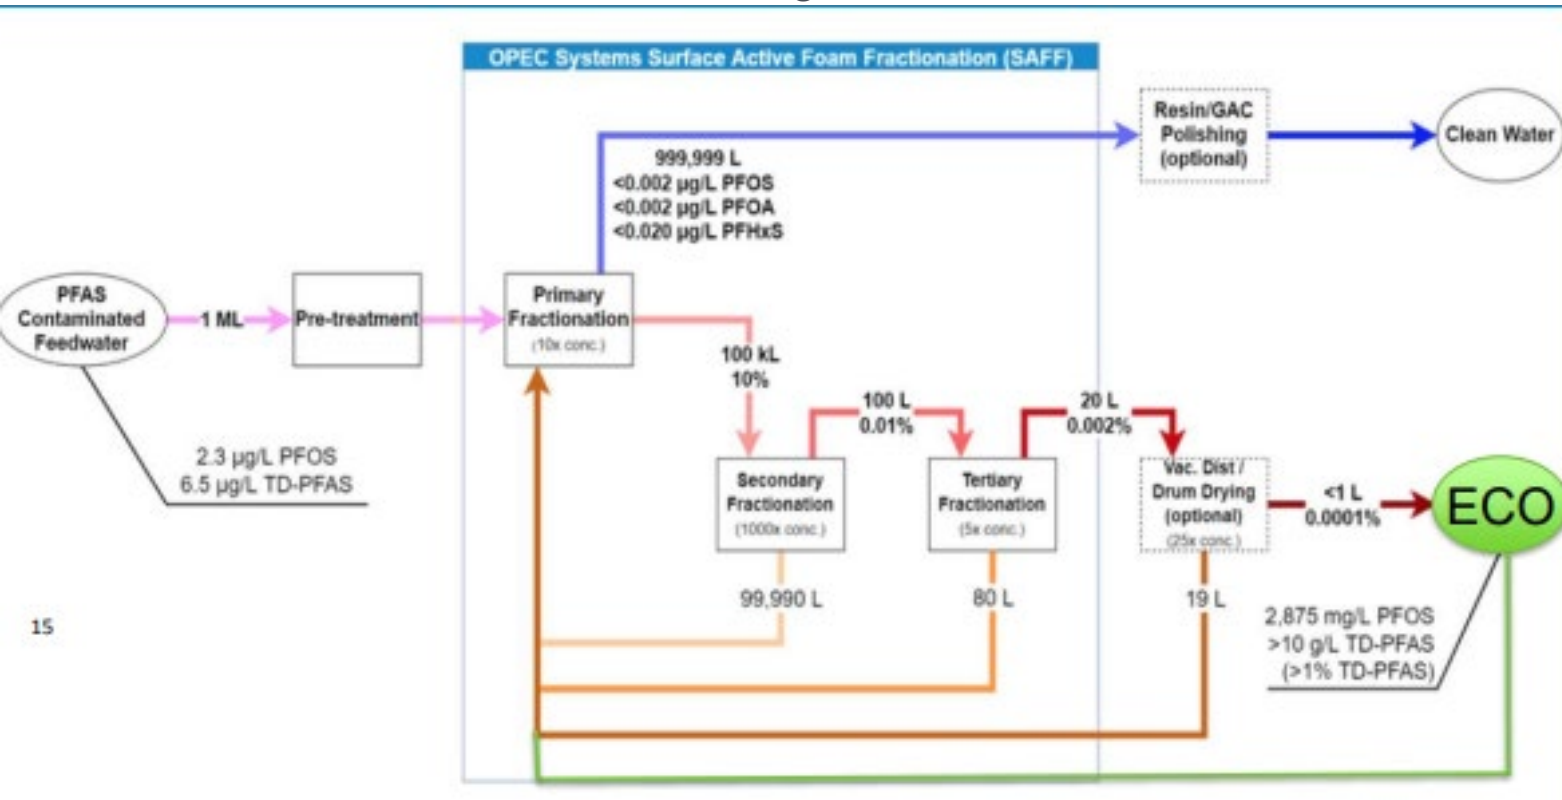 OPEC Systems Surface Active Foam Fractionation (SAFF)
Resin/GAC
Polishing
(optional)
Clean Water
999,999 L
<0.002 µg/L PFOS
<0.002 µg/L PFOA
<0.020 µg/L PFHxS
PFAS
Contaminated
Feedwater
1 ML
Pre-treatment
Primary
Fractionation
(10x conc.)
100 kL
10%
2.3 µg/L PFOS
6.5 µg/L TD-PFAS
100 L
0.01%
20 L
0.002%
Secondary
Fractionation
(1000x conc.)
Tertiary
Fractionation
(5x conc.)
Vac. Dist /
Drum Drying
(optional)
(25x conc.)
<1 L
0.0001%
ECO
99,990 L
80 L
19 L
2,875 mg/L PFOS
>10 g/L TD-PFAS
(>1% TD-PFAS)
15